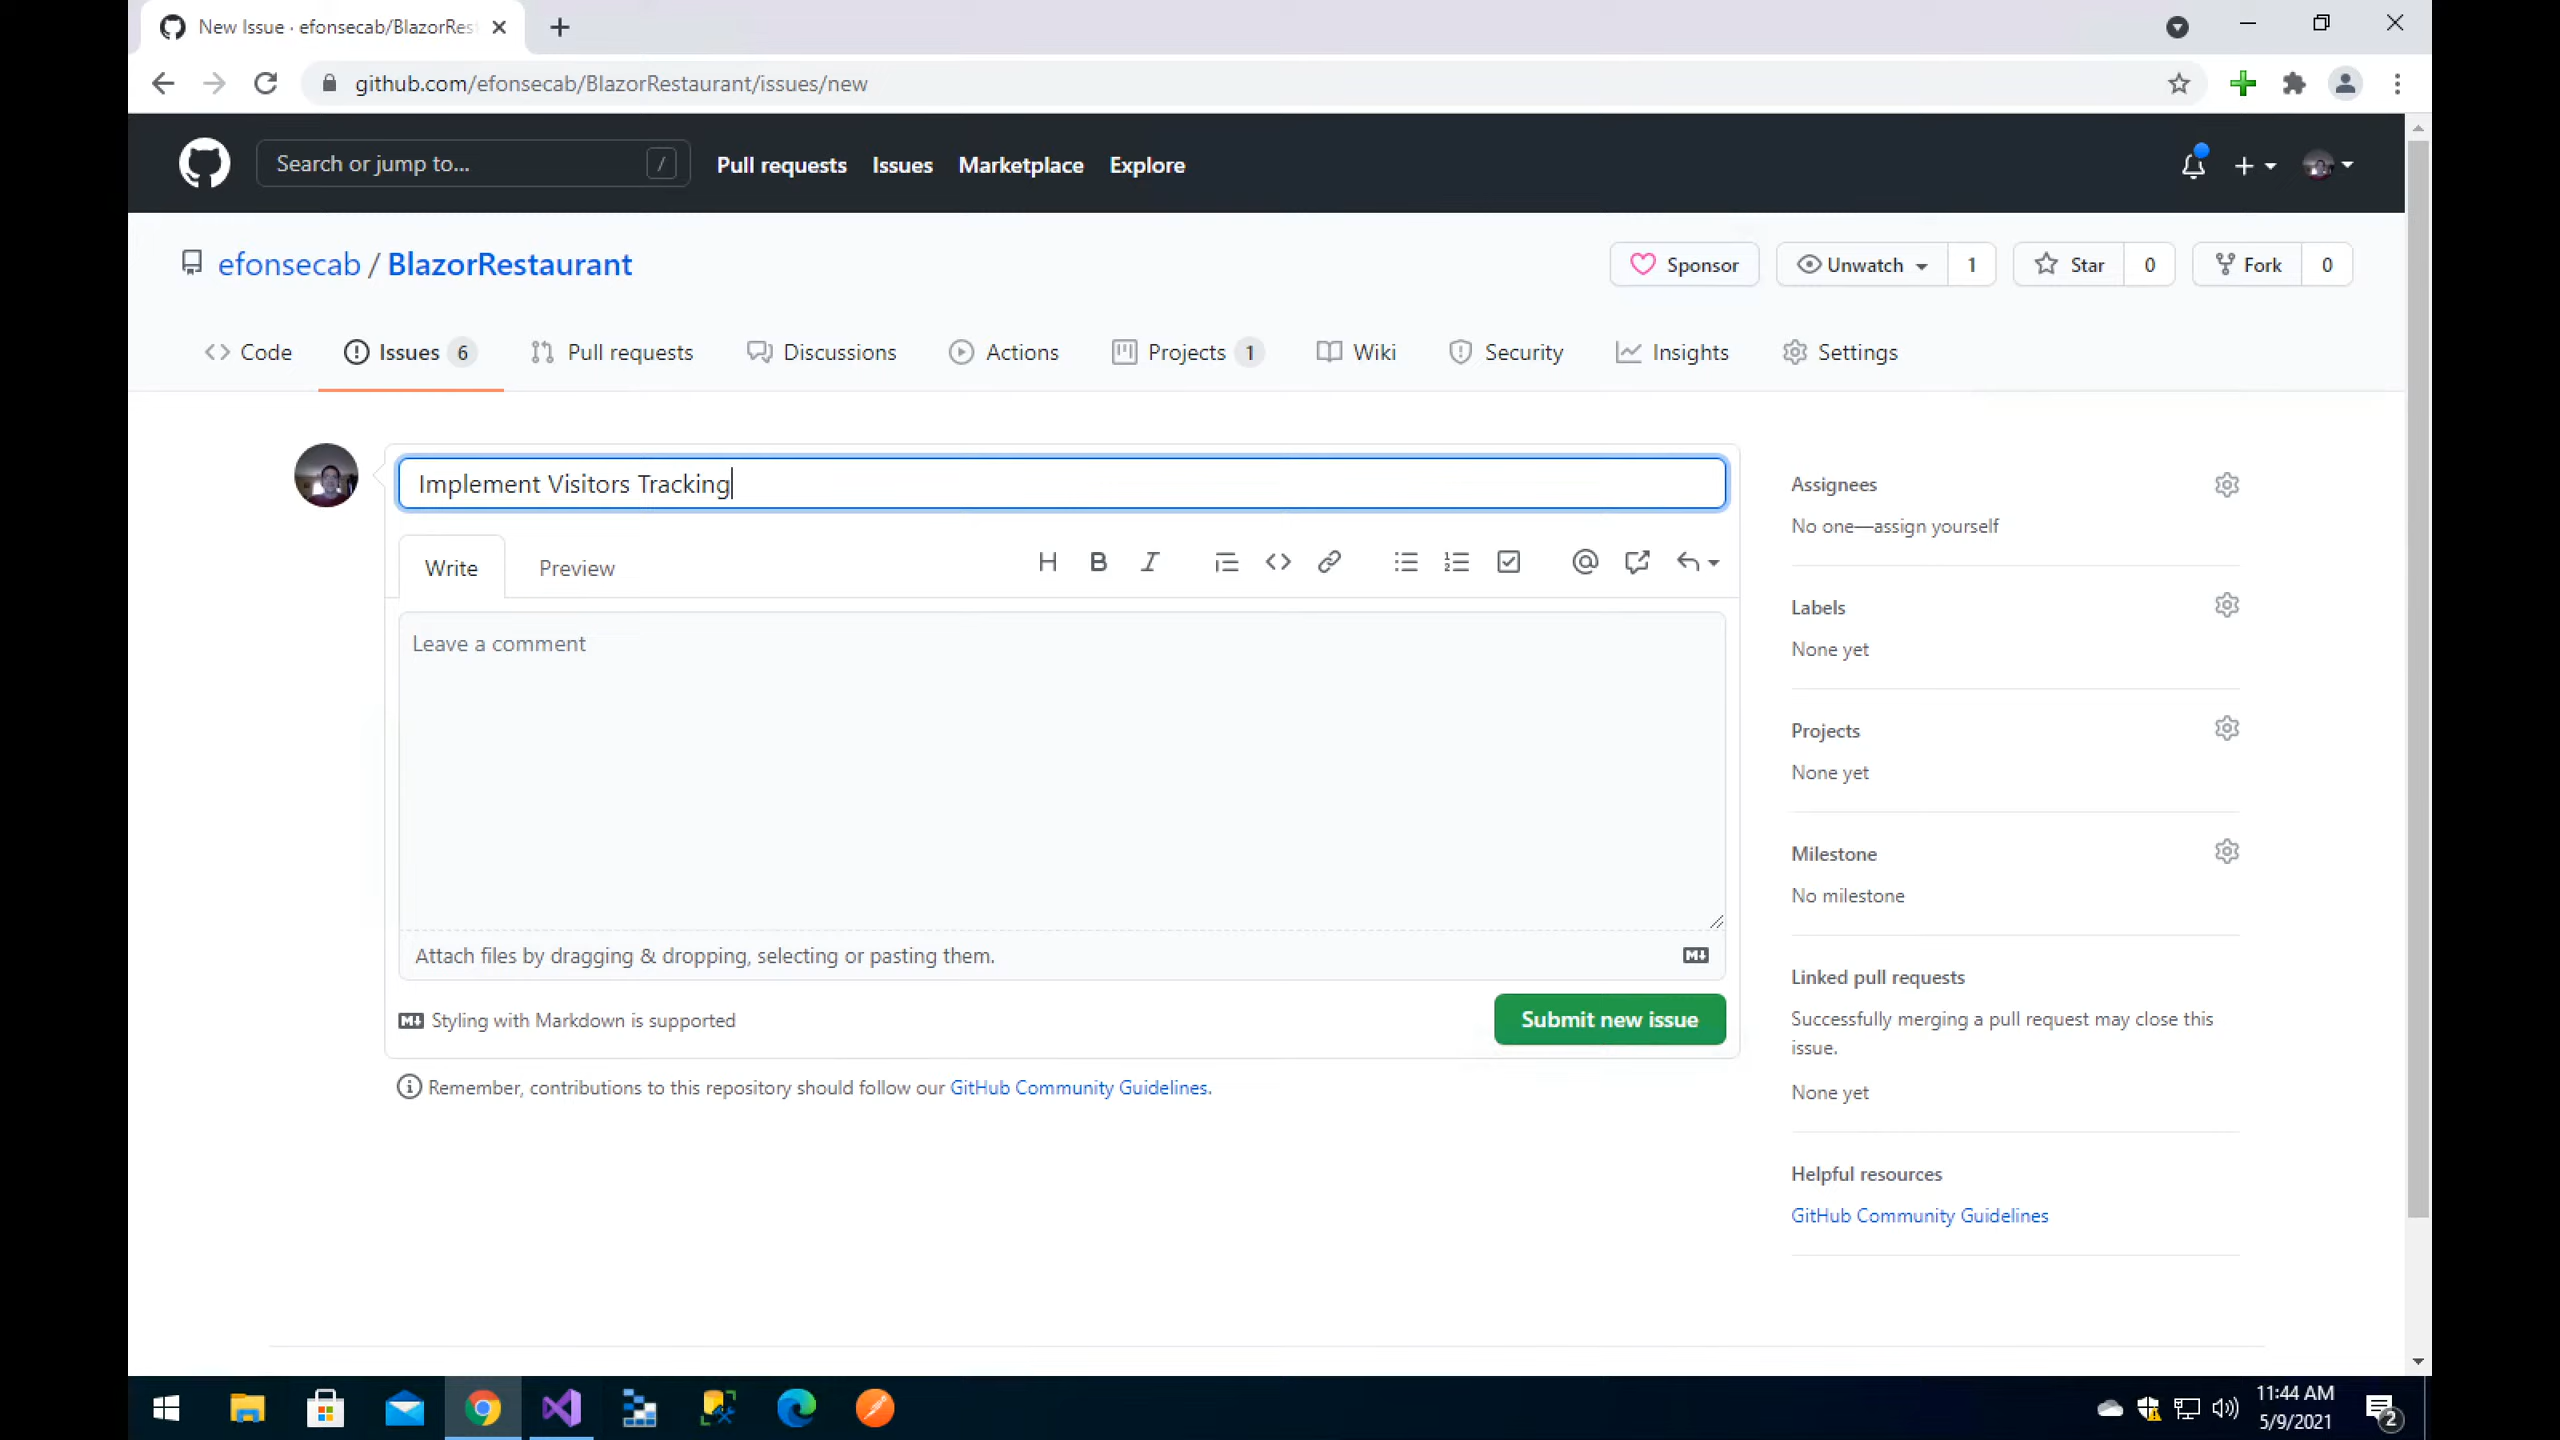 New Issue · efonsecab/BlazorRes
github.com/efonsecab/BlazorRestaurant/issues/new
Search or jump to... /
Pull requests Issues Marketplace Explore
efonsecab / BlazorRestaurant
Sponsor Unwatch 1 Star 0 Fork 0
Code Issues 6 Pull requests Discussions Actions Projects 1 Wiki Security Insights Settings
Implement Visitors Tracking
Write Preview
Leave a comment
Attach files by dragging & dropping, selecting or pasting them.
Styling with Markdown is supported
Submit new issue
Remember, contributions to this repository should follow our GitHub Community Guidelines.
Assignees
No one—assign yourself
Labels
None yet
Projects
None yet
Milestone
No milestone
Linked pull requests
Successfully merging a pull request may close this
issue.
None yet
Helpful resources
GitHub Community Guidelines
11:44 AM
5/9/2021
2